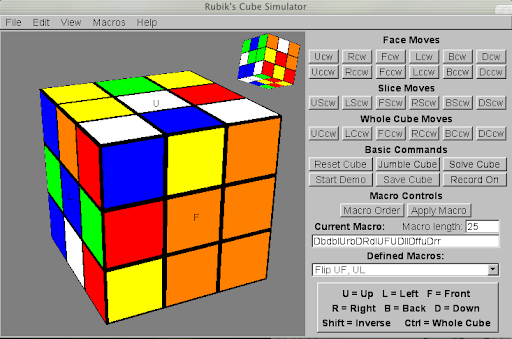 Rubik's Cube Simulator
File Edit View Macros Help
U
F
Face Moves
Ucw Rcw Fcw Lcw Bcw Dcw
Uccw Rccw Fccw Lccw Bccw Dccw
Slice Moves
UScw LScw FScw RScw BScw DScw
Whole Cube Moves
UCcw LCcw FCcw RCcw BCcw DCcw
Basic Commands
Reset Cube Jumble Cube Solve Cube
Start Demo Save Cube Record On
Macro Controls
Macro Order Apply Macro
Current Macro: Macro length: 25
DbdblUrbDRdlUFUDllDffuDrr
Defined Macros:
Flip UF, UL
U = Up L = Left F = Front
R = Right B = Back D = Down
Shift = Inverse Ctrl = Whole Cube